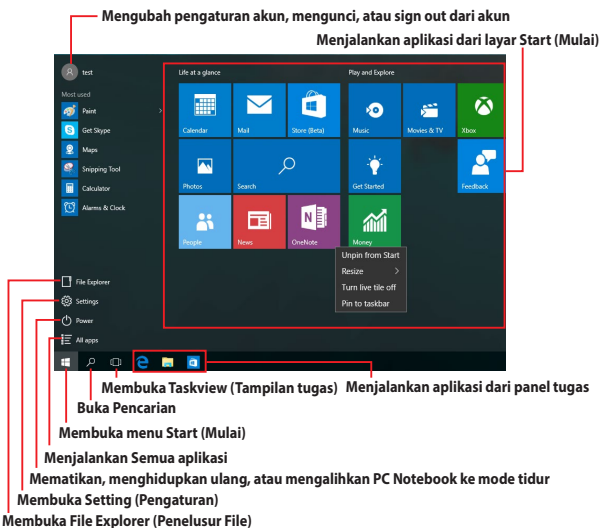 Mengubah pengaturan akun, mengunci, atau sign out dari akun
Menjalankan aplikasi dari layar Start (Mulai)
test
Life at a glance
Play and Explore
Most used
Paint
Get Skype
Maps
Snipping Tool
Calculator
Alarms & Clock
Calendar
Mail
Store (Beta)
Music
Movies & TV
Xbox
Photos
Search
Get Started
Feedback
People
News
OneNote
Money
Unpin from Start
Resize
Turn live tile off
Pin to taskbar
File Explorer
Settings
Power
All apps
Membuka Taskview (Tampilan tugas)
Menjalankan aplikasi dari panel tugas
Buka Pencarian
Membuka menu Start (Mulai)
Menjalankan Semua aplikasi
Mematikan, menghidupkan ulang, atau mengalihkan PC Notebook ke mode tidur
Membuka Setting (Pengaturan)
Membuka File Explorer (Penelusur File)